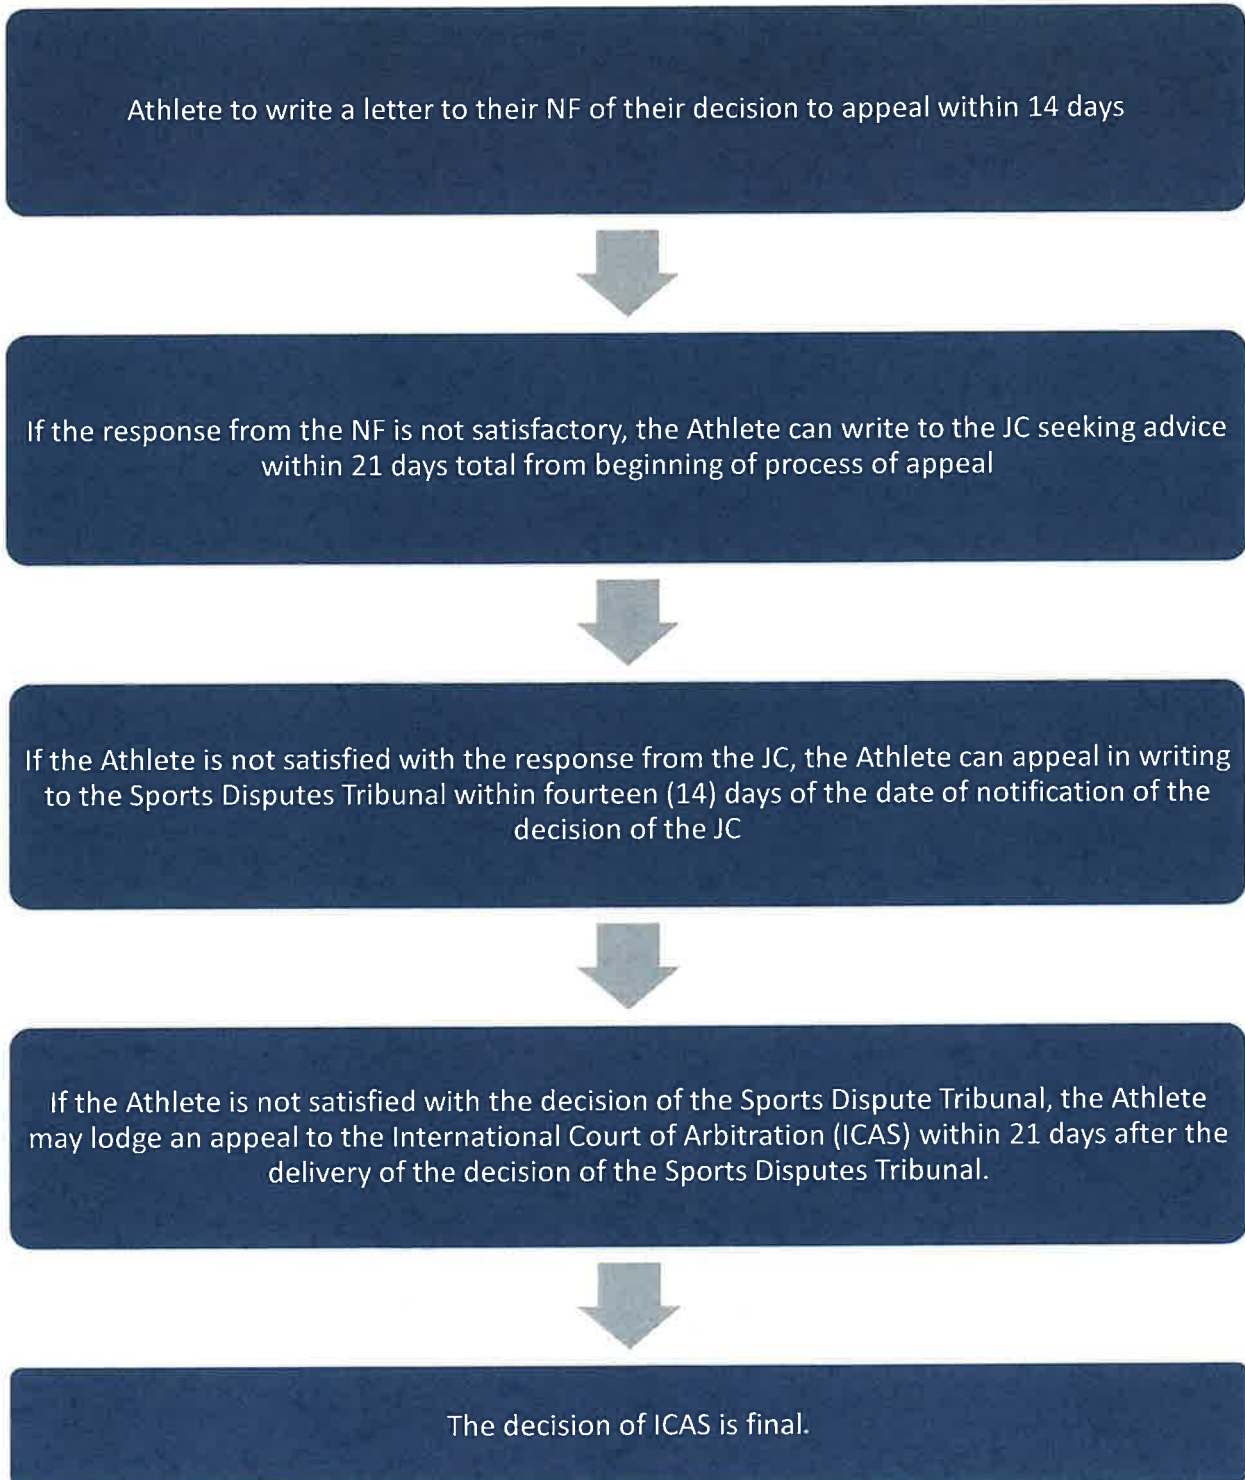 Athlete to write a letter to their NF of their decision to appeal within 14 days
If the response from the NF is not satisfactory, the Athlete can write to the JC seeking advice
within 21 days total from beginning of process of appeal
If the Athlete is not satisfied with the response from the JC, the Athlete can appeal in writing
to the Sports Disputes Tribunal within fourteen (14) days of the date of notification of the
decision of the JC
If the Athlete is not satisfied with the decision of the Sports Dispute Tribunal, the Athlete
may lodge an appeal to the International Court of Arbitration (ICAS) within 21 days after the
delivery of the decision of the Sports Disputes Tribunal.
The decision of ICAS is final.